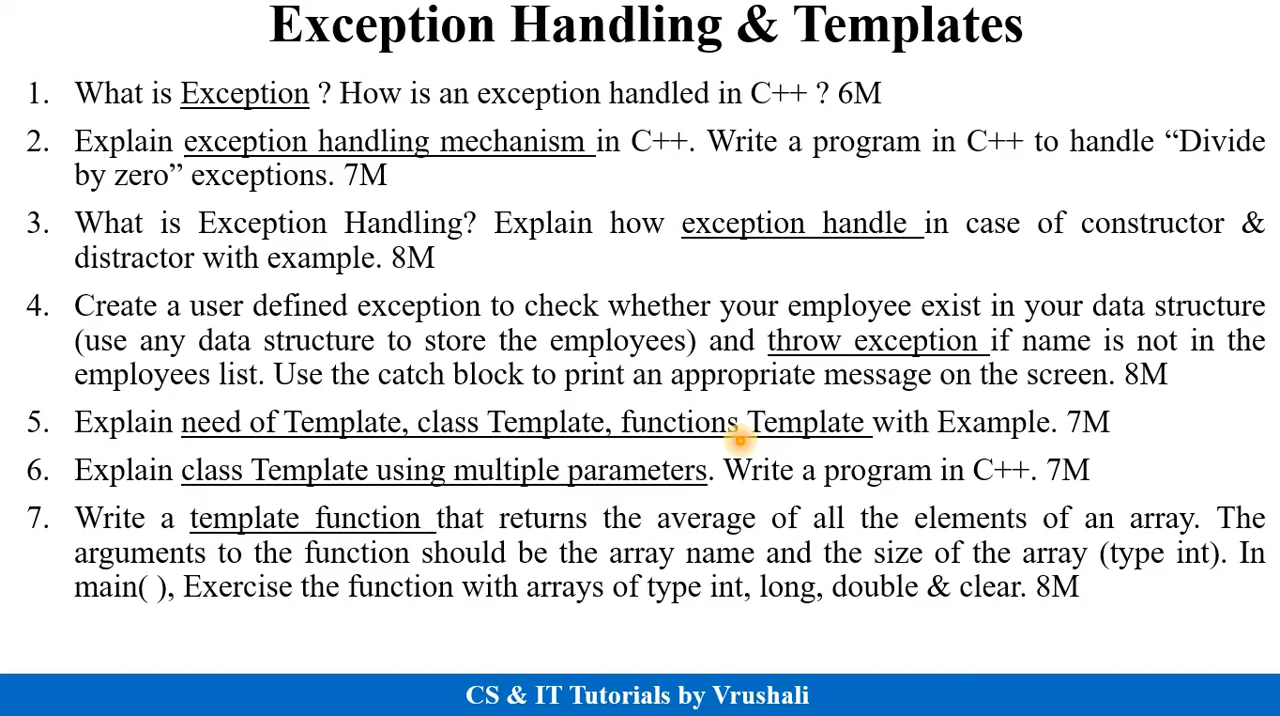 Exception Handling & Templates
1. What is Exception ? How is an exception handled in C++ ? 6M
2. Explain exception handling mechanism in C++. Write a program in C++ to handle “Divide
by zero” exceptions. 7M
3. What is Exception Handling? Explain how exception handle in case of constructor &
distractor with example. 8M
4. Create a user defined exception to check whether your employee exist in your data structure
(use any data structure to store the employees) and throw exception if name is not in the
employees list. Use the catch block to print an appropriate message on the screen. 8M
5. Explain need of Template, class Template, functions Template with Example. 7M
6. Explain class Template using multiple parameters. Write a program in C++. 7M
7. Write a template function that returns the average of all the elements of an array. The
arguments to the function should be the array name and the size of the array (type int). In
main( ), Exercise the function with arrays of type int, long, double & clear. 8M
CS & IT Tutorials by Vrushali